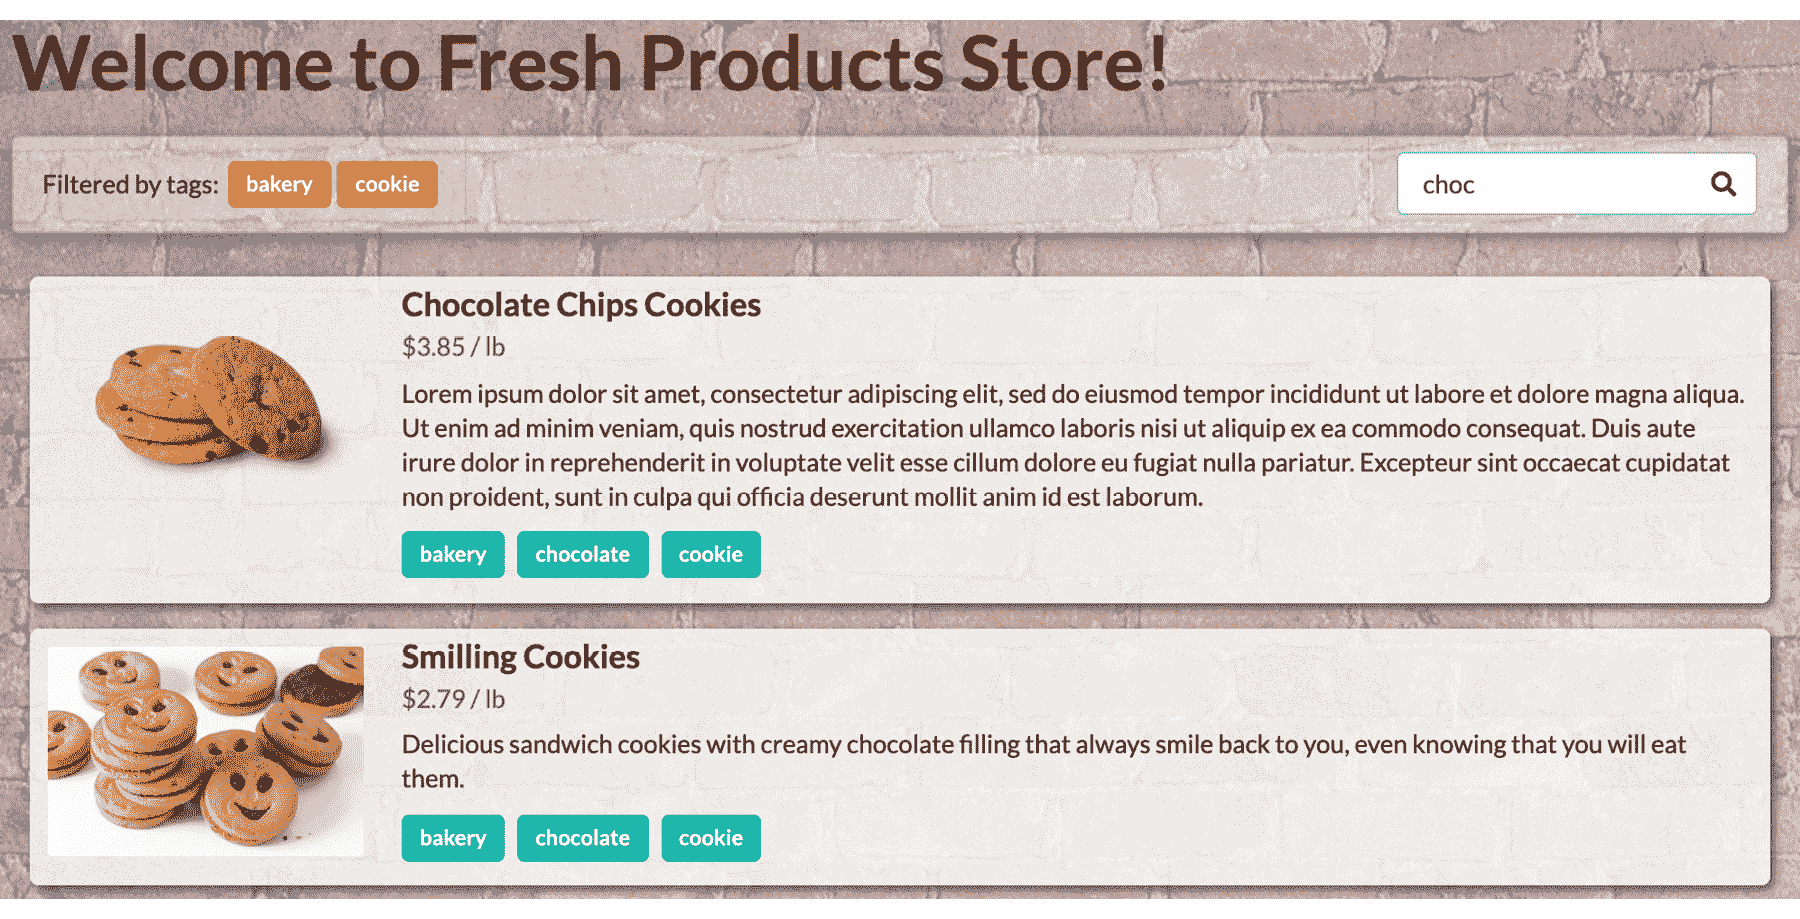 Welcome to Fresh Products Store!
Filtered by tags: bakery cookie
choc
Chocolate Chips Cookies
$3.85 / lb
Lorem ipsum dolor sit amet, consectetur adipiscing elit, sed do eiusmod tempor incididunt ut labore et dolore magna aliqua.
Ut enim ad minim veniam, quis nostrud exercitation ullamco laboris nisi ut aliquip ex ea commodo consequat. Duis aute
irure dolor in reprehenderit in voluptate velit esse cillum dolore eu fugiat nulla pariatur. Excepteur sint occaecat cupidatat
non proident, sunt in culpa qui officia deserunt mollit anim id est laborum.
bakery chocolate cookie
Smilling Cookies
$2.79 / lb
Delicious sandwich cookies with creamy chocolate filling that always smile back to you, even knowing that you will eat
them.
bakery chocolate cookie